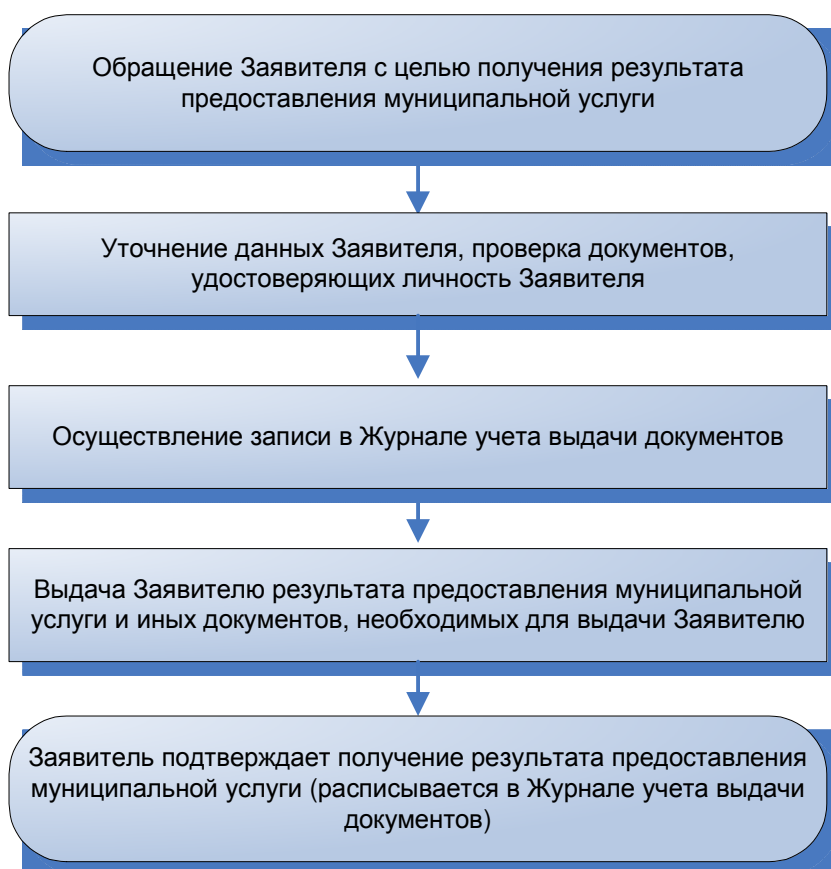 Обращение Заявителя с целью получения результата
предоставления муниципальной услуги
Уточнение данных Заявителя, проверка документов,
удостоверяющих личность Заявителя
Осуществление записи в Журнале учета выдачи документов
Выдача Заявителю результата предоставления муниципальной
услуги и иных документов, необходимых для выдачи Заявителю
Заявитель подтверждает получение результата предоставления
муниципальной услуги (расписывается в Журнале учета выдачи
документов)